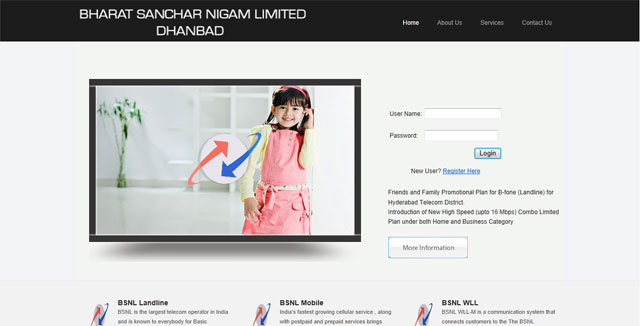 BHARAT SANCHAR NIGAM LIMITED
DHANBAD
Home About Us Services Contact Us
User Name:
Password:
Login
New User? Register Here
Friends and Family Promotional Plan for B-fone (Landline) for
Hyderabad Telecom District.
Introduction of New High Speed (upto 16 Mbps) Combo Limited
Plan under both Home and Business Category
More Information
BSNL Landline
BSNL is the largest telecom operator in India
and is known to everybody for Basic
BSNL Mobile
India's fastest growing cellular service , along
with postpaid and prepaid services brings
BSNL WLL
BSNL WLL-M is a communication system that
connects customers to the The BSNL